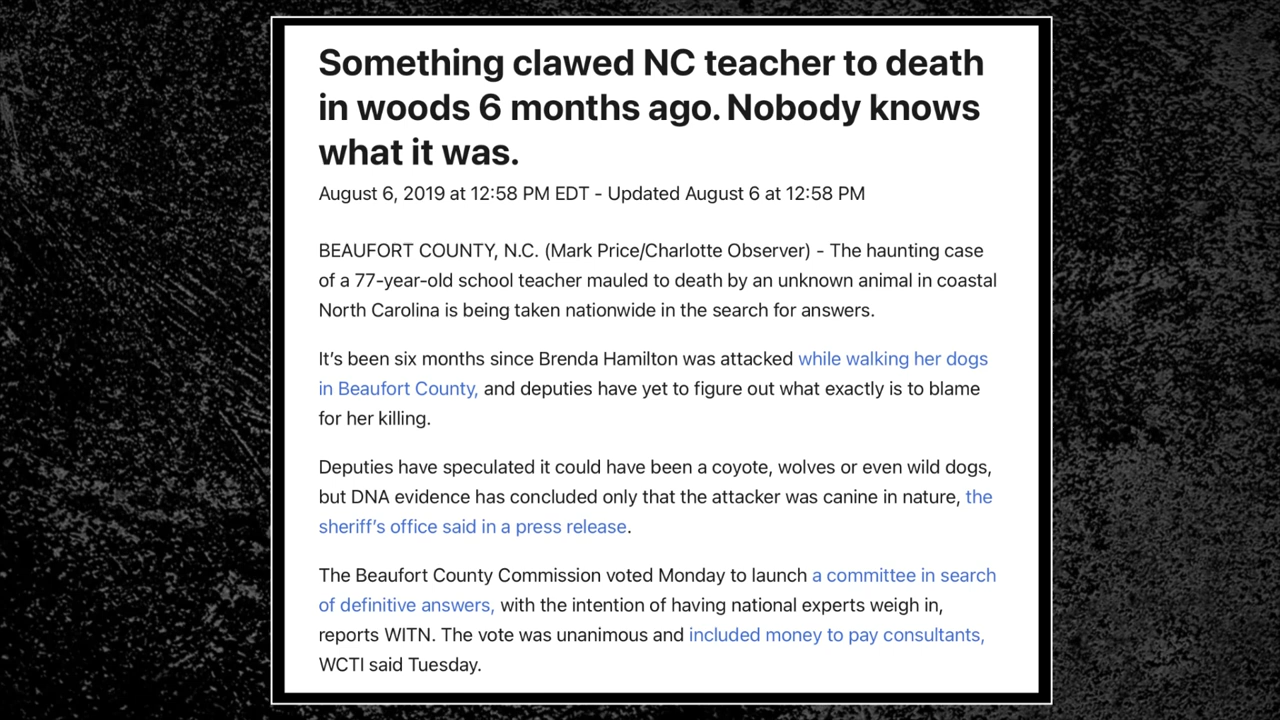 Something clawed NC teacher to death
in woods 6 months ago. Nobody knows
what it was.
August 6, 2019 at 12:58 PM EDT - Updated August 6 at 12:58 PM
BEAUFORT COUNTY, N.C. (Mark Price/Charlotte Observer) - The haunting case
of a 77-year-old school teacher mauled to death by an unknown animal in coastal
North Carolina is being taken nationwide in the search for answers.
It’s been six months since Brenda Hamilton was attacked while walking her dogs
in Beaufort County, and deputies have yet to figure out what exactly is to blame
for her killing.
Deputies have speculated it could have been a coyote, wolves or even wild dogs,
but DNA evidence has concluded only that the attacker was canine in nature, the
sheriff’s office said in a press release.
The Beaufort County Commission voted Monday to launch a committee in search
of definitive answers, with the intention of having national experts weigh in,
reports WITN. The vote was unanimous and included money to pay consultants,
WCTI said Tuesday.